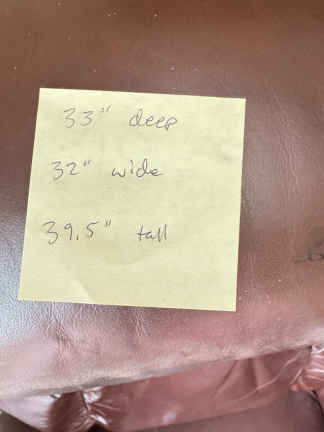 33" deep
32" wide
39.5" tall